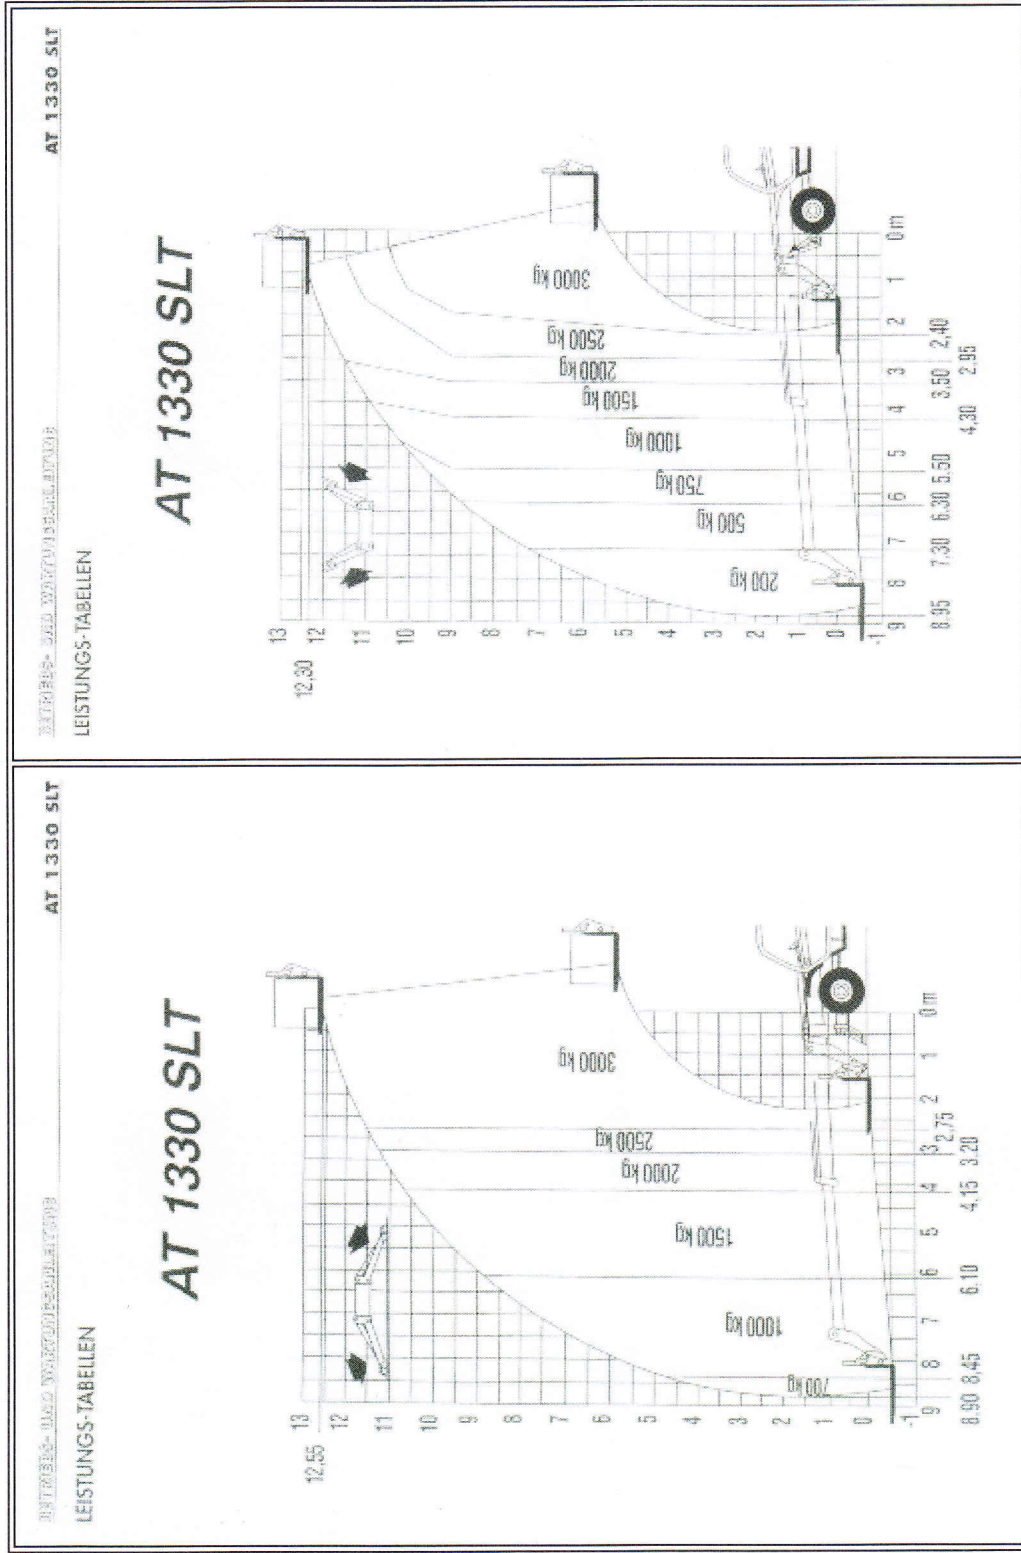 BETRIEBS- UND WARTUNGSANLEITUNG AT 1330 SLT
LEISTUNGS-TABELLEN
AT 1330 SLT
13
12.55
12
11
10
9
8
7
6
5
4
3
2
1
0
-1
3000 kg
2500 kg
2000 kg
1500 kg
1000 kg
700 kg
9 8 7 6 5 4 3 2 1 0 m
2,75
8.90 8,45 6.10 4.15 3.20
BETRIEBS- UND WARTUNGSANLEITUNG AT 1330 SLT
LEISTUNGS-TABELLEN
AT 1330 SLT
13
12
12.30
11
10
9
8
7
6
5
4
3
2
1
0
-1
3000 kg
2500 kg
2000 kg
1500 kg
1000 kg
750 kg
500 kg
200 kg
9 8 7 6 5 4 3 2 1 0 m
8.95 7.30 6.30 5.50 3.50 2,40
4.30 2,95